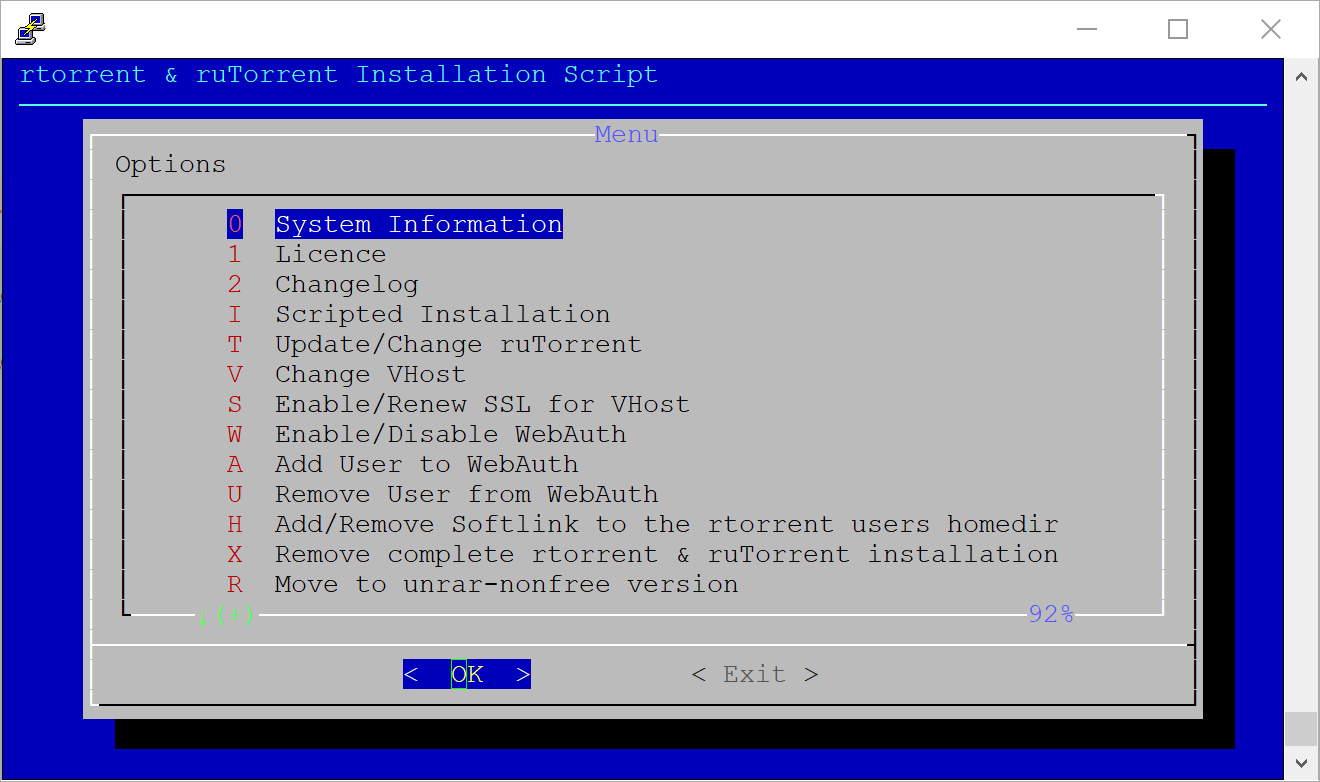 rtorrent & ruTorrent Installation Script
Menu
Options
0 System Information
1 Licence
2 Changelog
I Scripted Installation
T Update/Change ruTorrent
V Change VHost
S Enable/Renew SSL for VHost
W Enable/Disable WebAuth
A Add User to WebAuth
U Remove User from WebAuth
H Add/Remove Softlink to the rtorrent users homedir
X Remove complete rtorrent & ruTorrent installation
R Move to unrar-nonfree version
↓(+) 92%
< OK > < Exit >